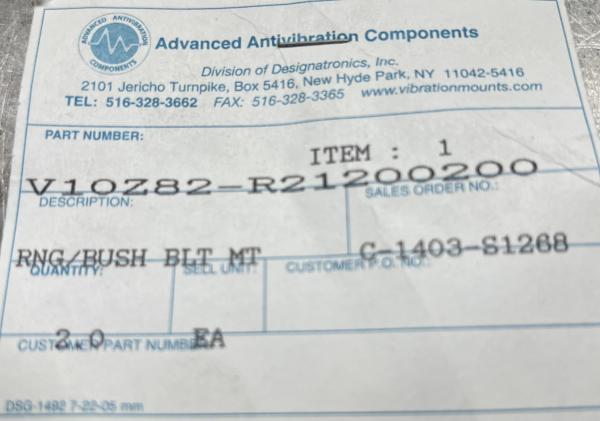 ADVANCED ANTIVIBRATION
COMPONENTS
Advanced Antivibration Components
Division of Designatronics, Inc.
2101 Jericho Turnpike, Box 5416, New Hyde Park, NY 11042-5416
TEL: 516-328-3662 FAX: 516-328-3365 www.vibrationmounts.com
PART NUMBER:
ITEM : 1
V10Z82-R21200200
DESCRIPTION:
SALES ORDER NO.:
RNG/BUSH BLT MT
C-1403-S1268
QUANTITY:
SELL UNIT:
CUSTOMER P.O. NO.:
2.0 EA
CUSTOMER PART NUMBER
DSG-1492 7-22-05 mm